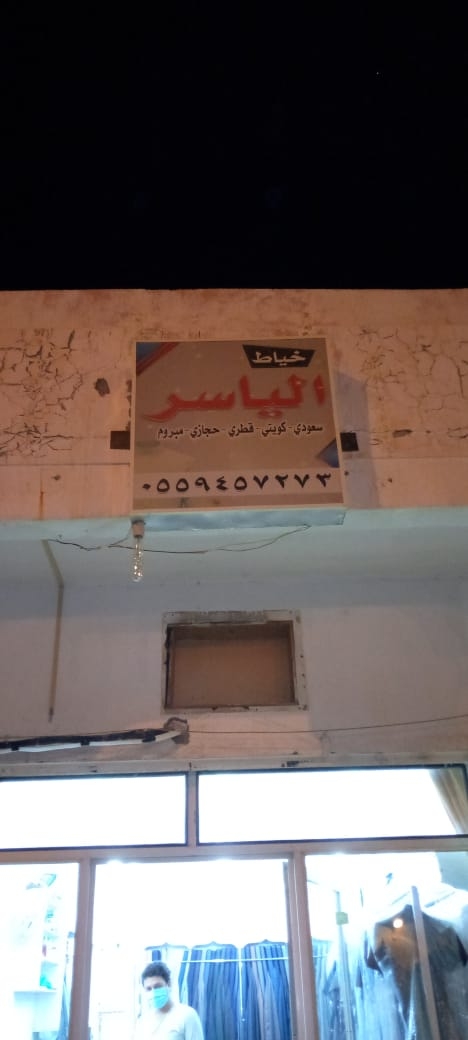 خياط
الياسر
سعودي - كويتي - قطري - حجازي - مبروم
٠٥٥٩٤٥٧٢٧٣